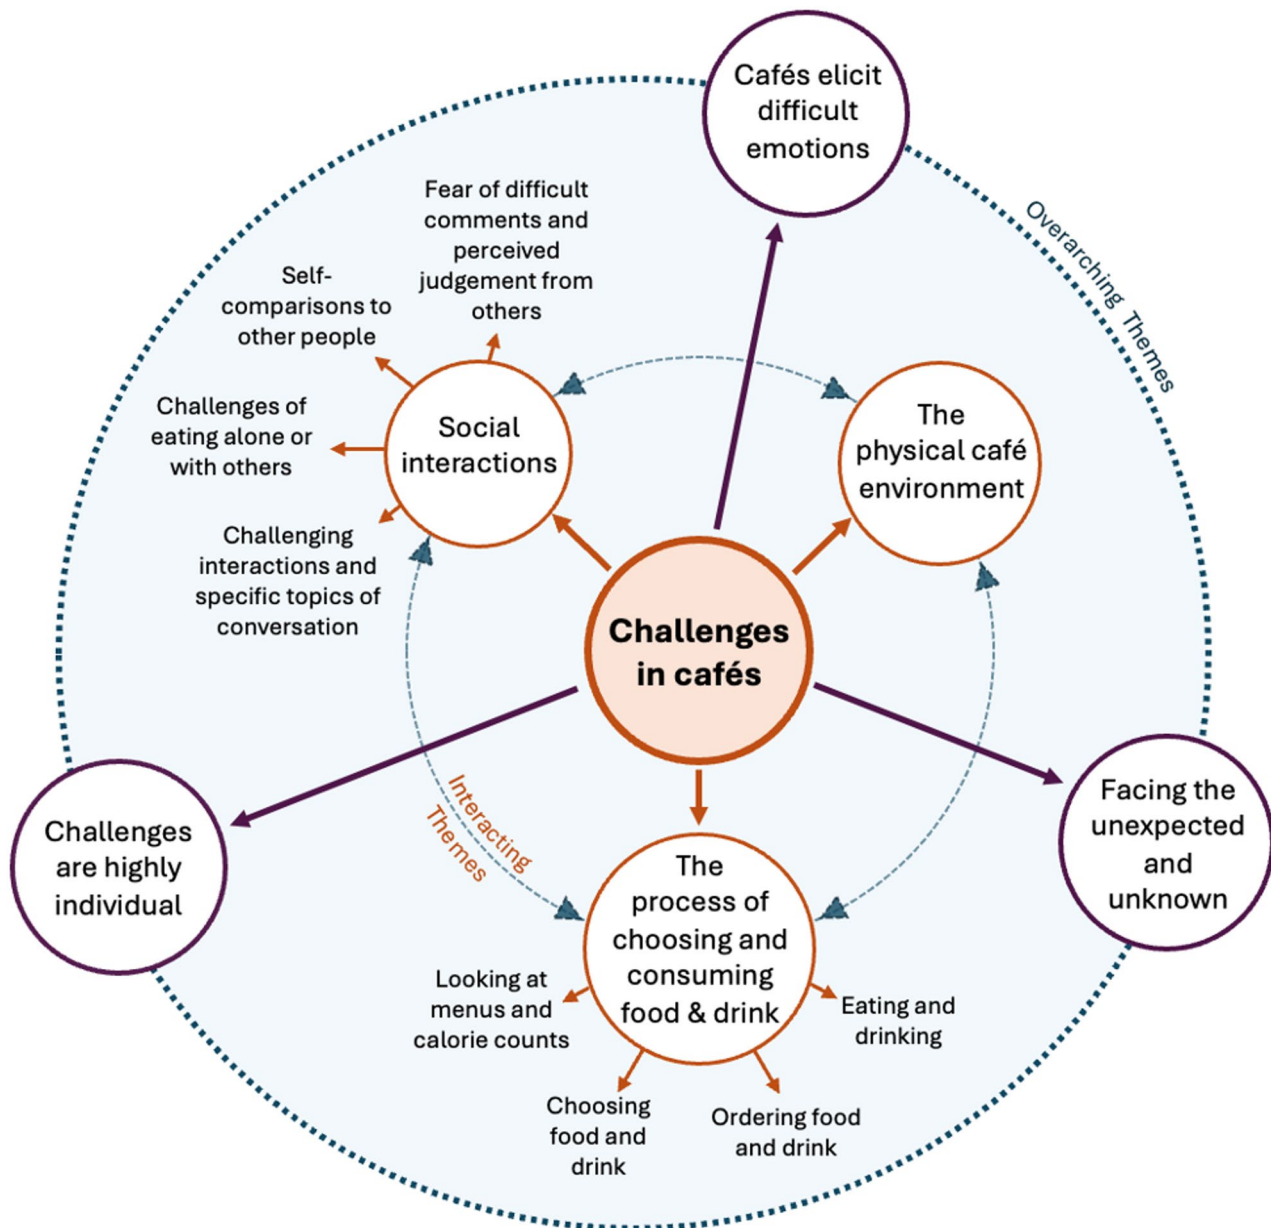 Cafés elicit
difficult
emotions
Overarching Themes
Fear of difficult
comments and
perceived
judgement from
others
Self-
comparisons to
other people
Challenges of
eating alone or
with others
Challenging
interactions and
specific topics of
conversation
Social
interactions
The
physical café
environment
Challenges
in cafés
Interacting
Themes
Challenges
are highly
individual
Facing the
unexpected
and
unknown
The
process of
choosing and
consuming
food & drink
Looking at
menus and
calorie counts
Choosing
food and
drink
Ordering food
and drink
Eating and
drinking